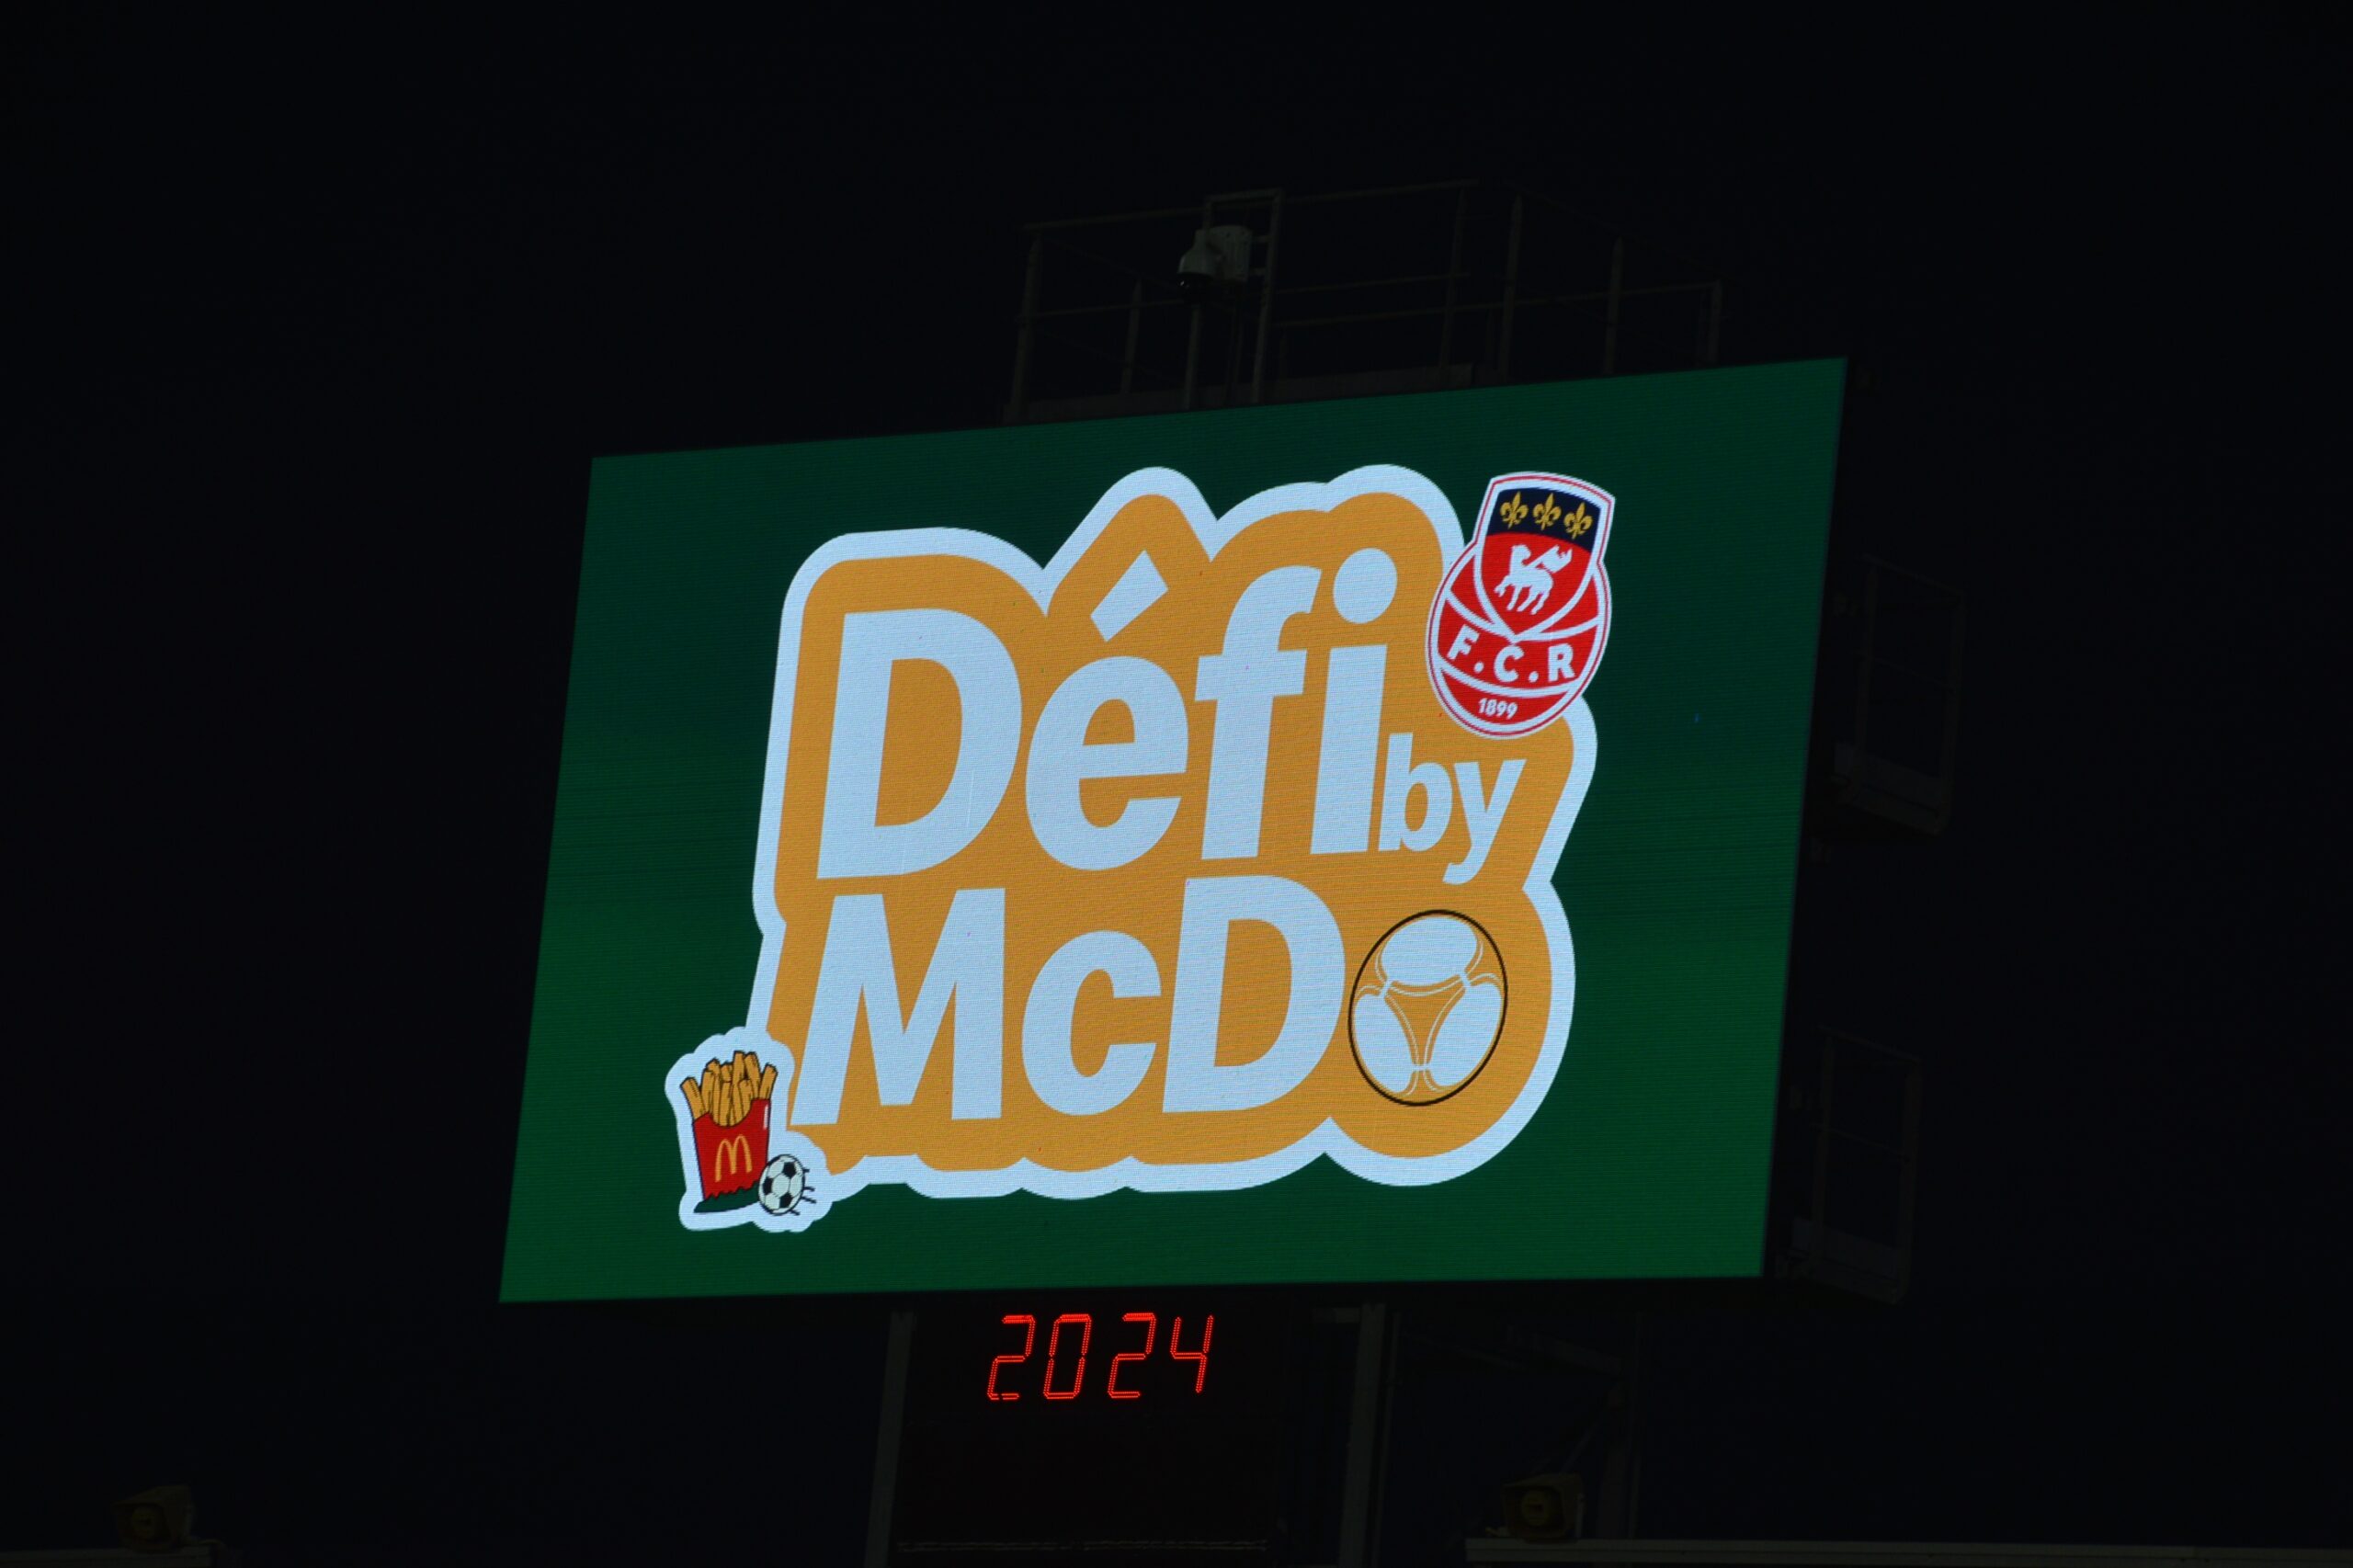 Défi by
McDO
F.C.R
1899
M
2024